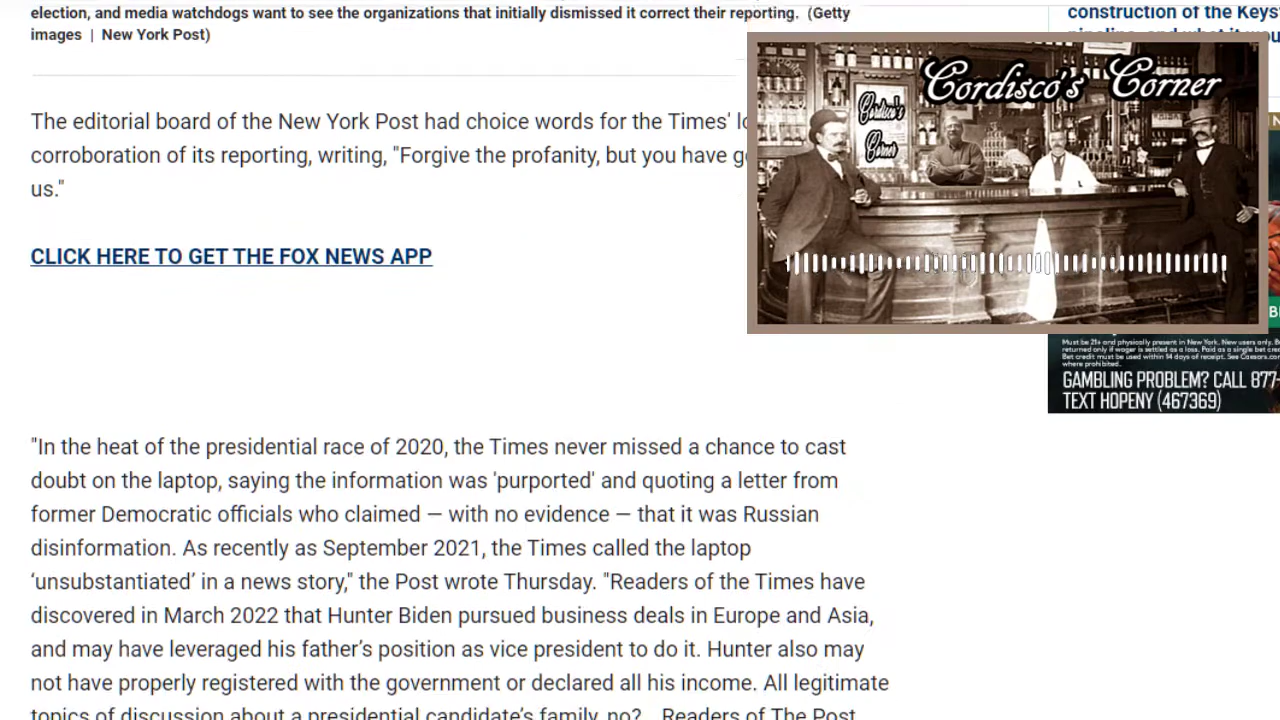 election, and media watchdogs want to see the organizations that initially dismissed it correct their reporting. (Getty
images | New York Post)
construction of the Keys
Cordisco's Corner
Cordisco's
Corner
The editorial board of the New York Post had choice words for the Times'
corroboration of its reporting, writing, "Forgive the profanity, but you have
us."
CLICK HERE TO GET THE FOX NEWS APP
Must be 21+ and physically present in New York. New users only.
returned only if wager is settled as a loss. Paid as a single bet
Bet credit must be used within 14 days of receipt. See Caesars.com
where prohibited.
GAMBLING PROBLEM? CALL 877-
TEXT HOPENY (467369)
"In the heat of the presidential race of 2020, the Times never missed a chance to cast
doubt on the laptop, saying the information was 'purported' and quoting a letter from
former Democratic officials who claimed — with no evidence — that it was Russian
disinformation. As recently as September 2021, the Times called the laptop
‘unsubstantiated’ in a news story," the Post wrote Thursday. "Readers of the Times have
discovered in March 2022 that Hunter Biden pursued business deals in Europe and Asia,
and may have leveraged his father’s position as vice president to do it. Hunter also may
not have properly registered with the government or declared all his income. All legitimate
topics of discussion about a presidential candidate’s family, no? Readers of The Post